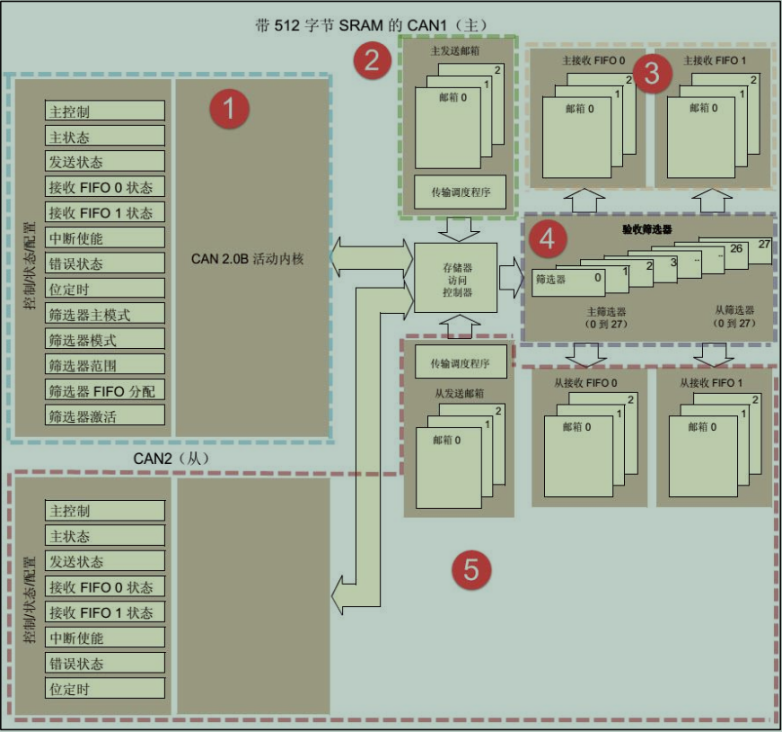 带 512 字节 SRAM 的 CAN1（主）
1
控制/状态/配置
主控制
主状态
发送状态
接收 FIFO 0 状态
接收 FIFO 1 状态
中断使能
错误状态
位定时
筛选器主模式
筛选器模式
筛选器范围
筛选器 FIFO 分配
筛选器激活
CAN 2.0B 活动内核
2
主发送邮箱
2
1
邮箱 0
传输调度程序
3
主接收 FIFO 0
2
1
邮箱 0
主接收 FIFO 1
2
1
邮箱 0
存储器
访问
控制器
4
验收筛选器
筛选器 0 1 2 3 .. .. 26 27
主筛选器
（0 到 27）
从筛选器
（0 到 27）
传输调度程序
从发送邮箱
2
1
邮箱 0
从接收 FIFO 0
2
1
邮箱 0
从接收 FIFO 1
2
1
邮箱 0
CAN2（从）
控制/状态/配置
主控制
主状态
发送状态
接收 FIFO 0 状态
接收 FIFO 1 状态
中断使能
错误状态
位定时
5